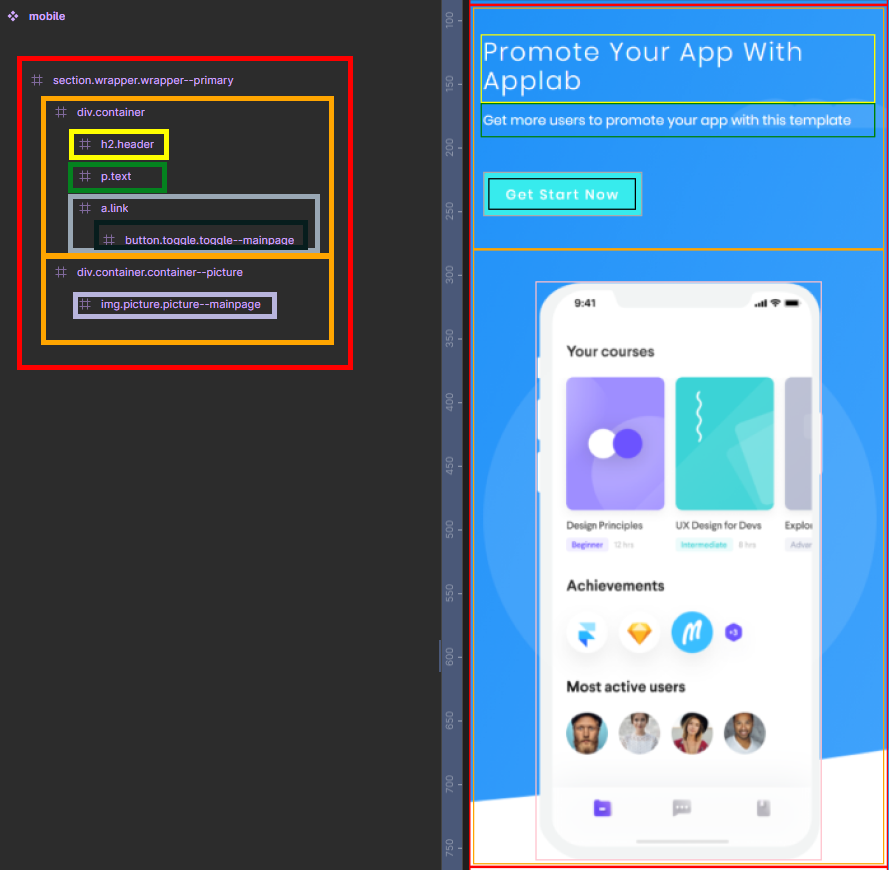 mobile
section.wrapper.wrapper--primary
div.container
h2.header
p.text
a.link
button.toggle.toggle--mainpage
div.container.container--picture
img.picture.picture--mainpage
100
150
200
250
300
350
400
450
500
550
600
650
700
750
Promote Your App With
Applab
Get more users to promote your app with this template
Get Start Now
9:41
Your courses
Design Principles
UX Design for Devs
Explo
Beginner
12 hrs
Intermediate
8 hrs
Adver
Achievements
+3
Most active users